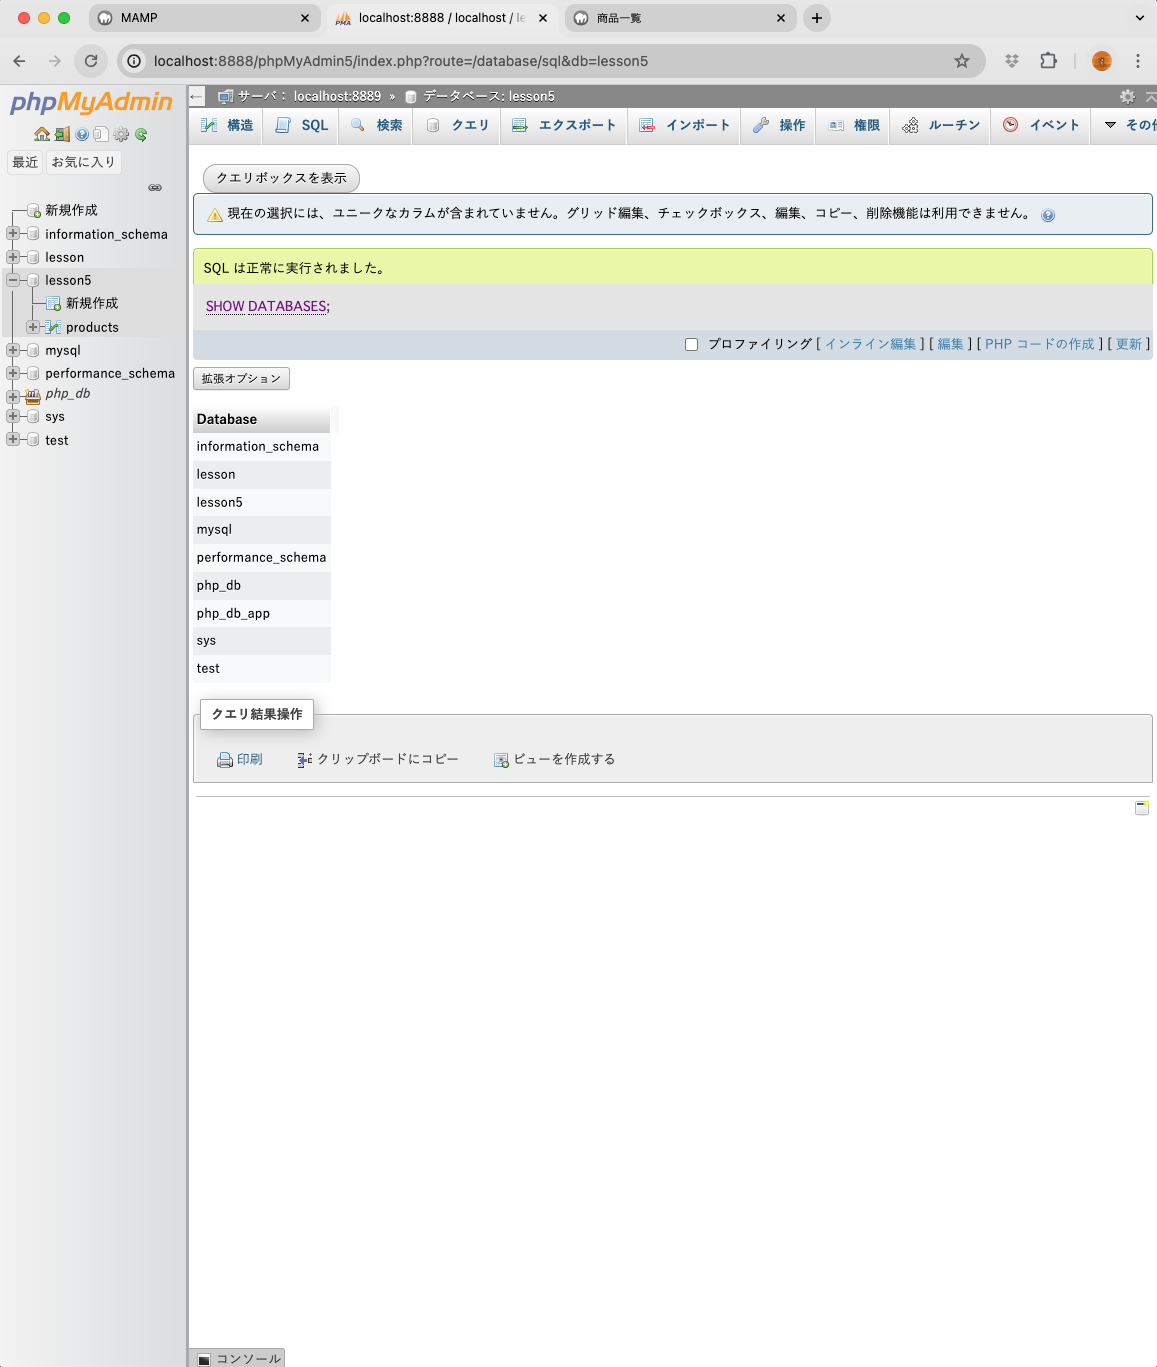 MAMP
localhost:8888 / localhost / le
商品一覧
localhost:8888/phpMyAdmin5/index.php?route=/database/sql&db=lesson5
phpMyAdmin
最近 お気に入り
新規作成
information_schema
lesson
lesson5
新規作成
products
mysql
performance_schema
php_db
sys
test
サーバ： localhost:8889 » データベース: lesson5
構造 SQL 検索 クエリ エクスポート インポート 操作 権限 ルーチン イベント その他
クエリボックスを表示
現在の選択には、ユニークなカラムが含まれていません。グリッド編集、チェックボックス、編集、コピー、削除機能は利用できません。
SQL は正常に実行されました。
SHOW DATABASES;
プロファイリング [ インライン編集 ] [ 編集 ] [ PHP コードの作成 ] [ 更新 ]
拡張オプション
Database
information_schema
lesson
lesson5
mysql
performance_schema
php_db
php_db_app
sys
test
クエリ結果操作
印刷 クリップボードにコピー ビューを作成する
コンソール